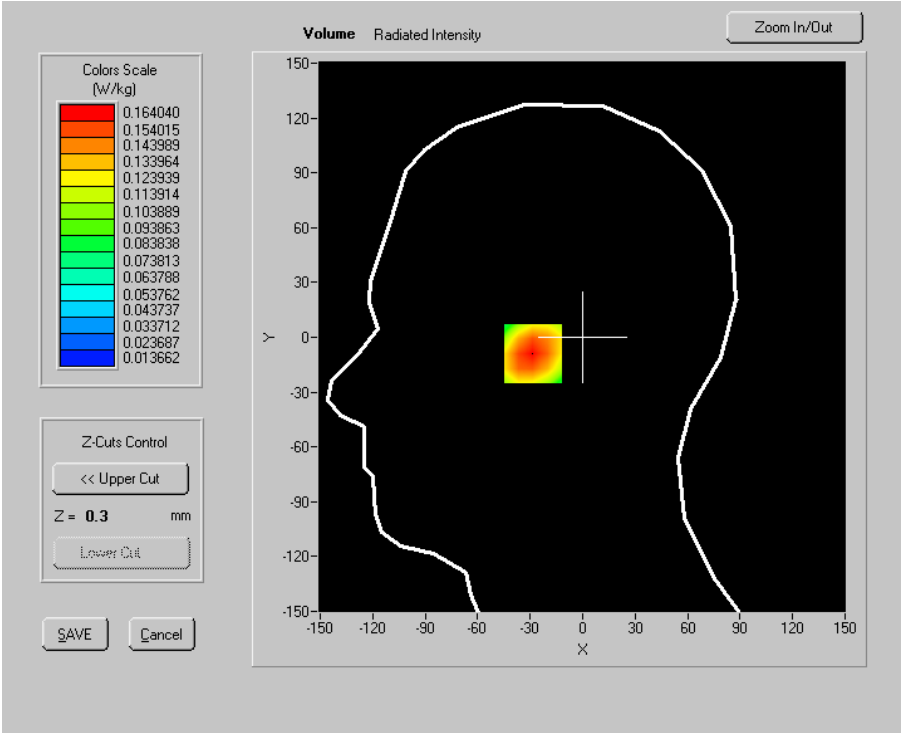 Volume Radiated Intensity
Zoom In/Out
Colors Scale
(W/kg)
0.164040
0.154015
0.143989
0.133964
0.123939
0.113914
0.103889
0.093863
0.083838
0.073813
0.063788
0.053762
0.043737
0.033712
0.023687
0.013662
Z-Cuts Control
<< Upper Cut
Z = 0.3 mm
Lower Cut
SAVE
Cancel
150
120
90
60
30
0
-30
-60
-90
-120
-150
Y
-150 -120 -90 -60 -30 0 30 60 90 120 150
X